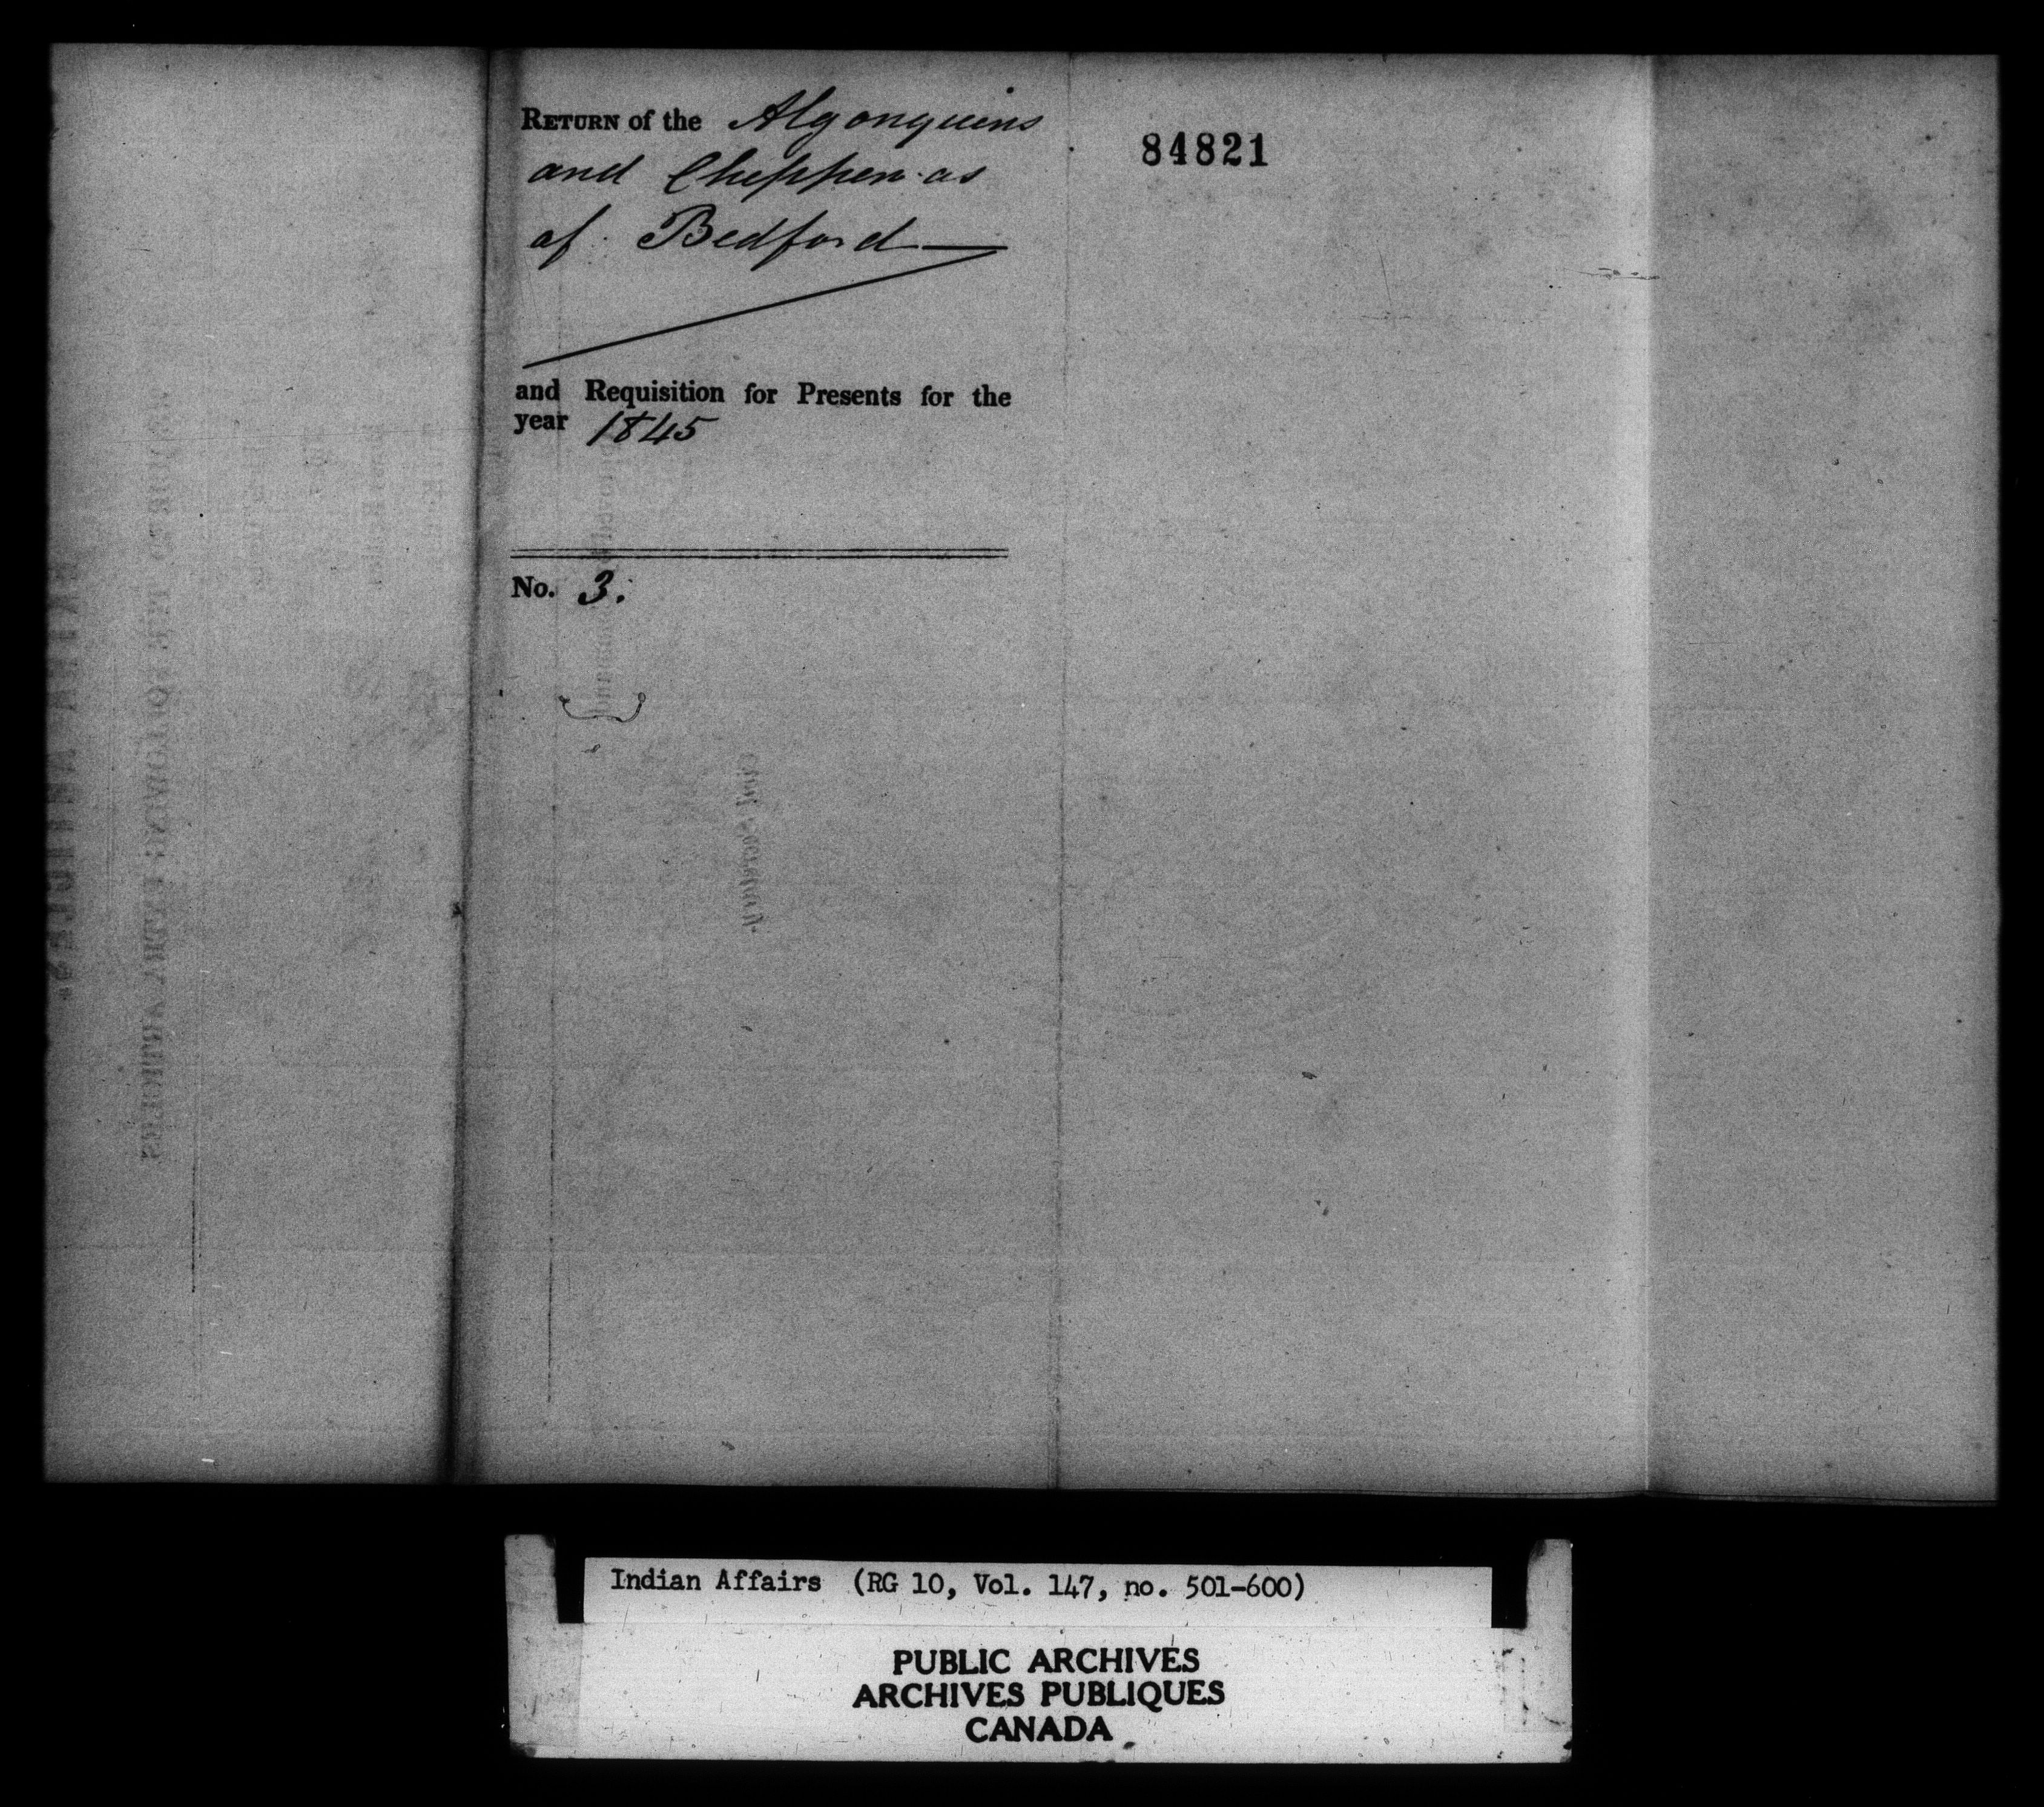 RETURN of the Algonquins
and Cheppewas
of Bedford
and Requisition for Presents for the
year 1845
No. 3.
84821
Indian Affairs (RG 10, Vol. 147, no. 501-600)
PUBLIC ARCHIVES
ARCHIVES PUBLIQUES
CANADA